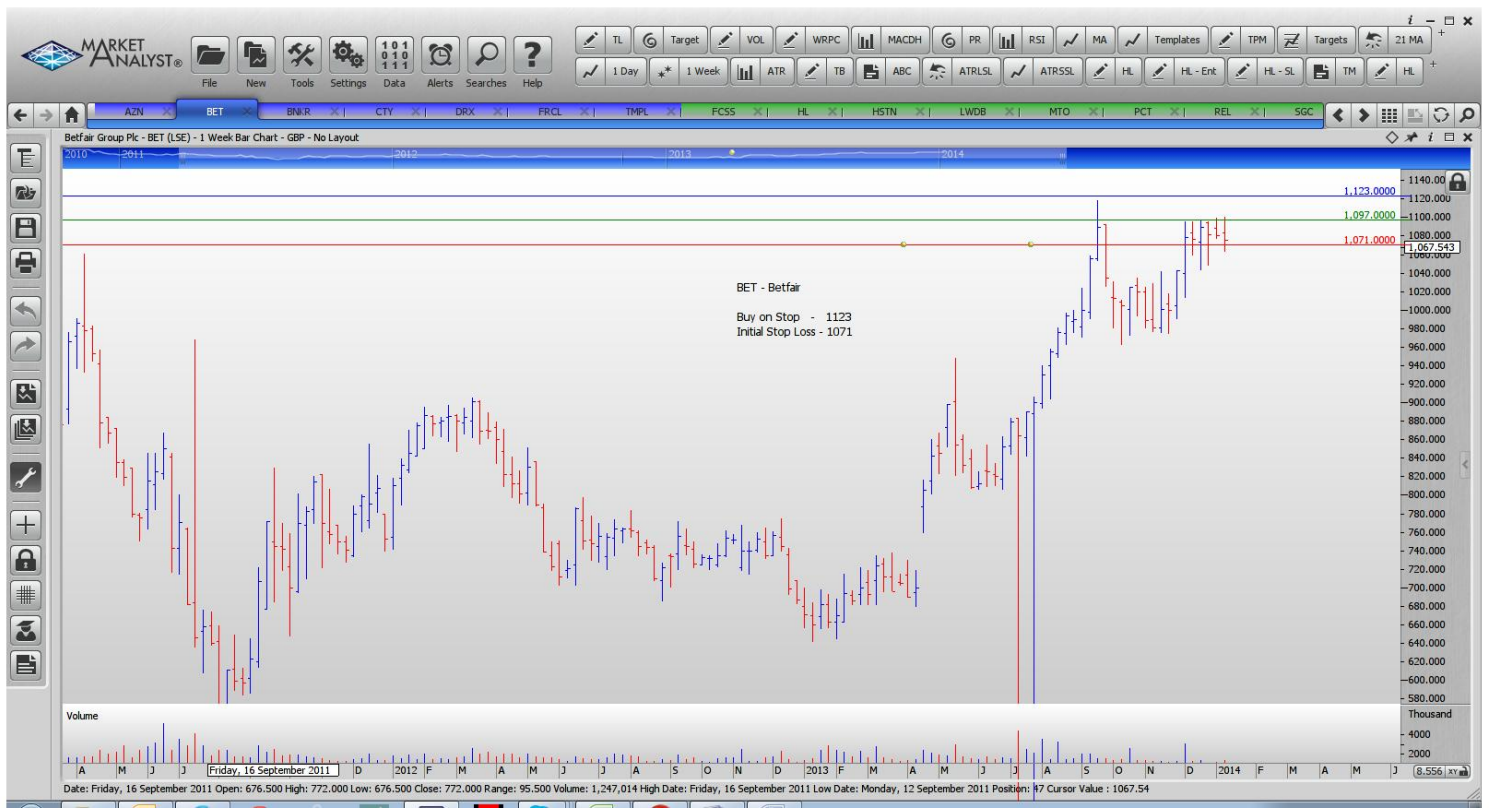 MARKET
ANALYST®
File New Tools Settings Data Alerts Searches Help
TL Target VOL WRPC MACDH PR RSI MA Templates TPM Targets 21 MA
1 Day 1 Week ATR TB ABC ATRLSL ATRSSL HL HL - Ent HL - SL TM HL
AZN BET BNKR CTY DRX FRCL TMPL FCSS HL HSTN LWDB MTO PCT REL SGC
Betfair Group Plc - BET (LSE) - 1 Week Bar Chart - GBP - No Layout
2010 2011 2012 2013 2014
1140.00
1,123.0000
1120.000
1,097.0000
1100.000
1080.000
1,071.0000
1,067.543
1060.000
1040.000
1020.000
1000.000
980.000
960.000
940.000
920.000
900.000
880.000
860.000
840.000
820.000
800.000
780.000
760.000
740.000
720.000
700.000
680.000
660.000
640.000
620.000
600.000
580.000
BET - Betfair
Buy on Stop - 1123
Initial Stop Loss - 1071
Volume
Thousand
4000
2000
A M J J Friday, 16 September 2011 D 2012 F M A M J J A S O N D 2013 F M A M J J A S O N D 2014 F M A M J 8.556 XY
Date: Friday, 16 September 2011 Open: 676.500 High: 772.000 Low: 676.500 Close: 772.000 Range: 95.500 Volume: 1,247,014 High Date: Friday, 16 September 2011 Low Date: Monday, 12 September 2011 Position: 47 Cursor Value : 1067.54